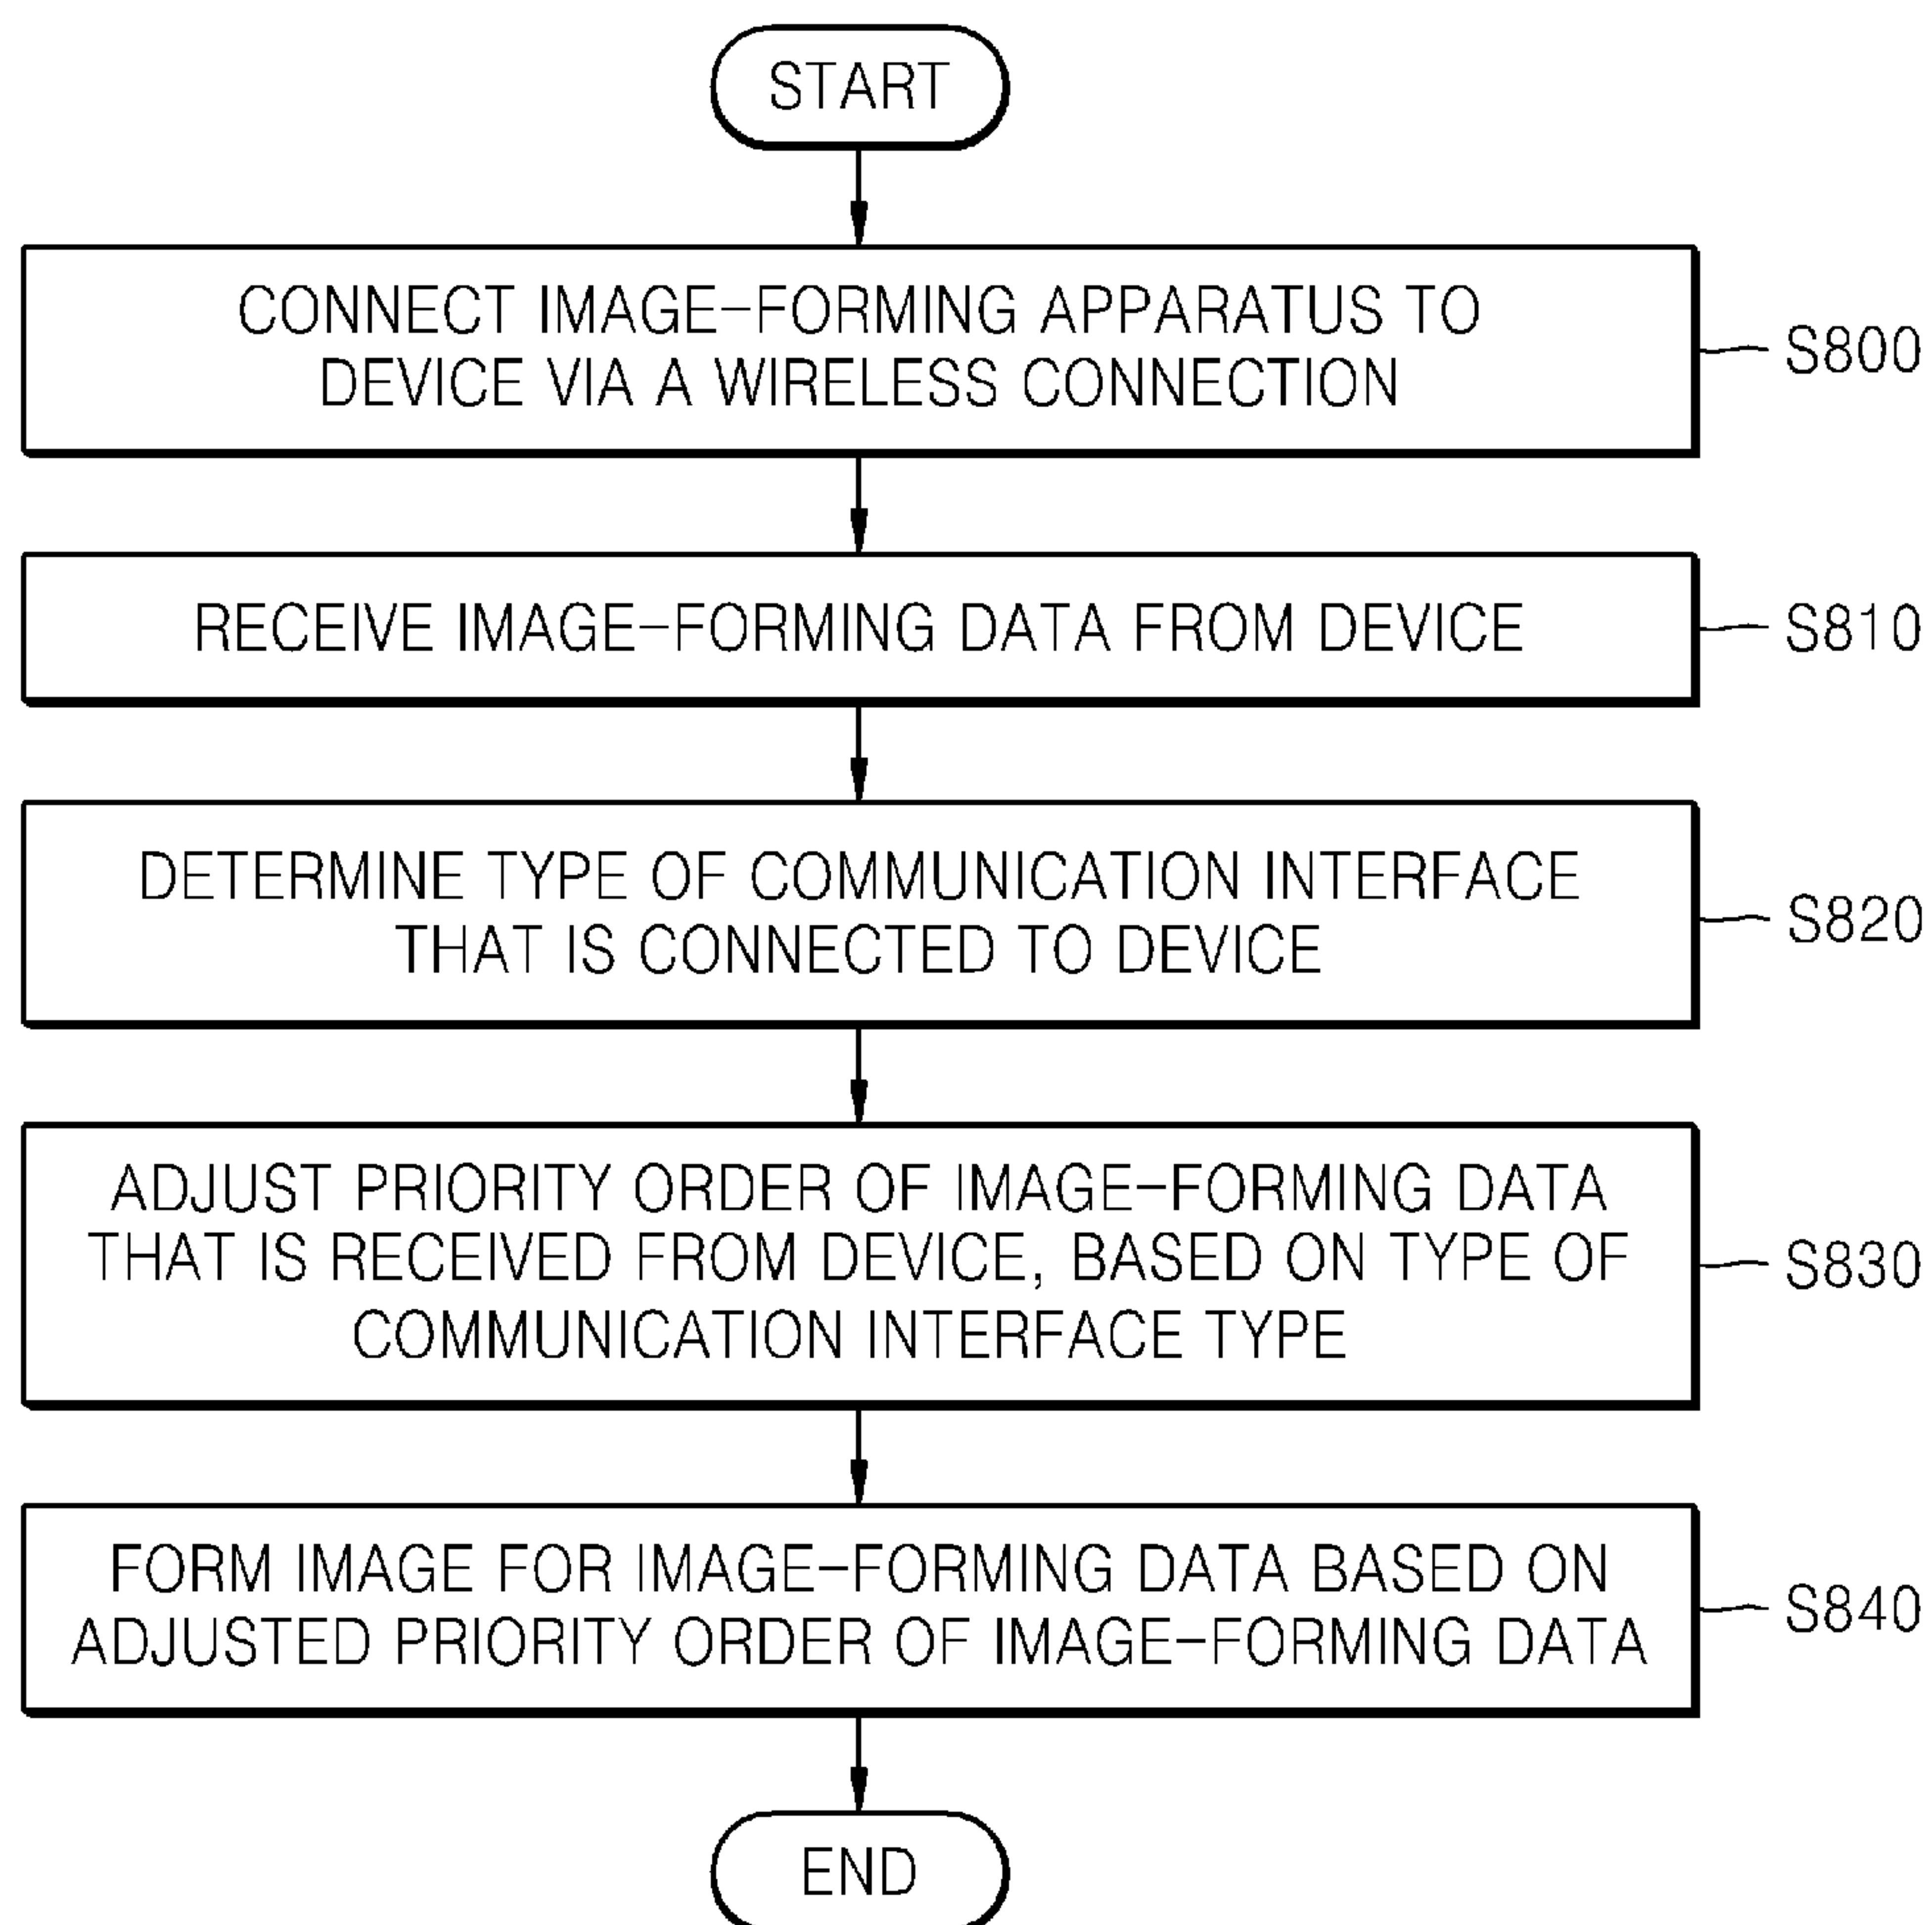 START
CONNECT IMAGE-FORMING APPARATUS TO
DEVICE VIA A WIRELESS CONNECTION
S800
RECEIVE IMAGE-FORMING DATA FROM DEVICE
S810
DETERMINE TYPE OF COMMUNICATION INTERFACE
THAT IS CONNECTED TO DEVICE
S820
ADJUST PRIORITY ORDER OF IMAGE-FORMING DATA
THAT IS RECEIVED FROM DEVICE, BASED ON TYPE OF
COMMUNICATION INTERFACE TYPE
S830
FORM IMAGE FOR IMAGE-FORMING DATA BASED ON
ADJUSTED PRIORITY ORDER OF IMAGE-FORMING DATA
S840
END